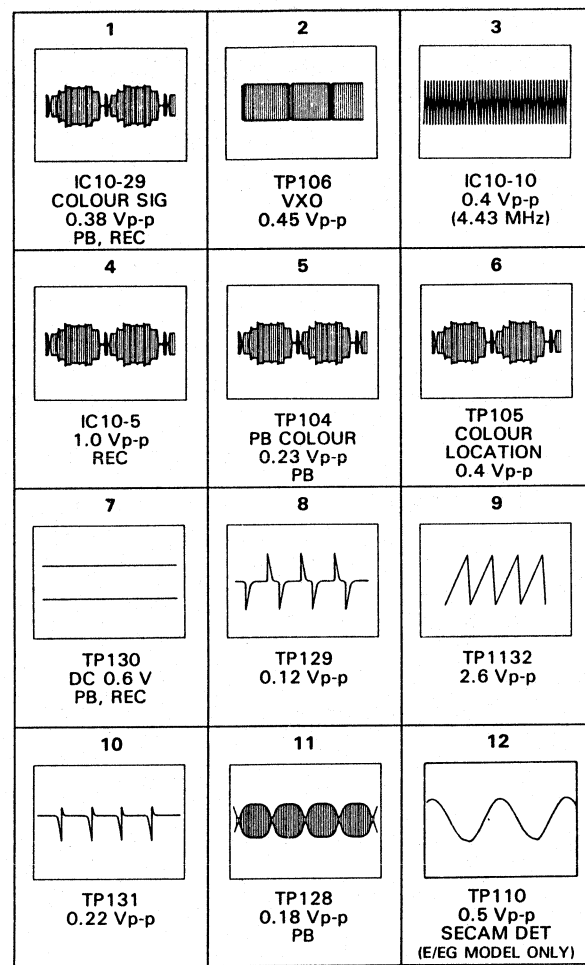 1
IC10-29
COLOUR SIG
0.38 Vp-p
PB, REC
2
TP106
VXO
0.45 Vp-p
3
IC10-10
0.4 Vp-p
(4.43 MHz)
4
IC10-5
1.0 Vp-p
REC
5
TP104
PB COLOUR
0.23 Vp-p
PB
6
TP105
COLOUR
LOCATION
0.4 Vp-p
7
TP130
DC 0.6 V
PB, REC
8
TP129
0.12 Vp-p
9
TP1132
2.6 Vp-p
10
TP131
0.22 Vp-p
11
TP128
0.18 Vp-p
PB
12
TP110
0.5 Vp-p
SECAM DET
(E/EG MODEL ONLY)